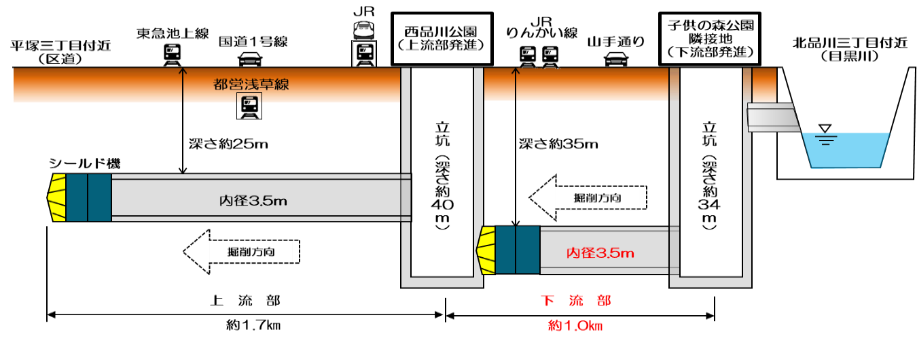 平塚三丁目付近
（区道）
東急池上線
国道1号線
JR
西品川公園
（上流部発進）
JR
りんかい線
山手通り
子供の森公園
隣接地
（下流部発進）
北品川三丁目付近
（目黒川）
都営浅草線
深さ約25m
立坑（深さ約40m）
深さ約35m
立坑（深さ約34m）
シールド機
内径3.5m
掘削方向
掘削方向
内径3.5m
上流部
約1.7km
下流部
約1.0km